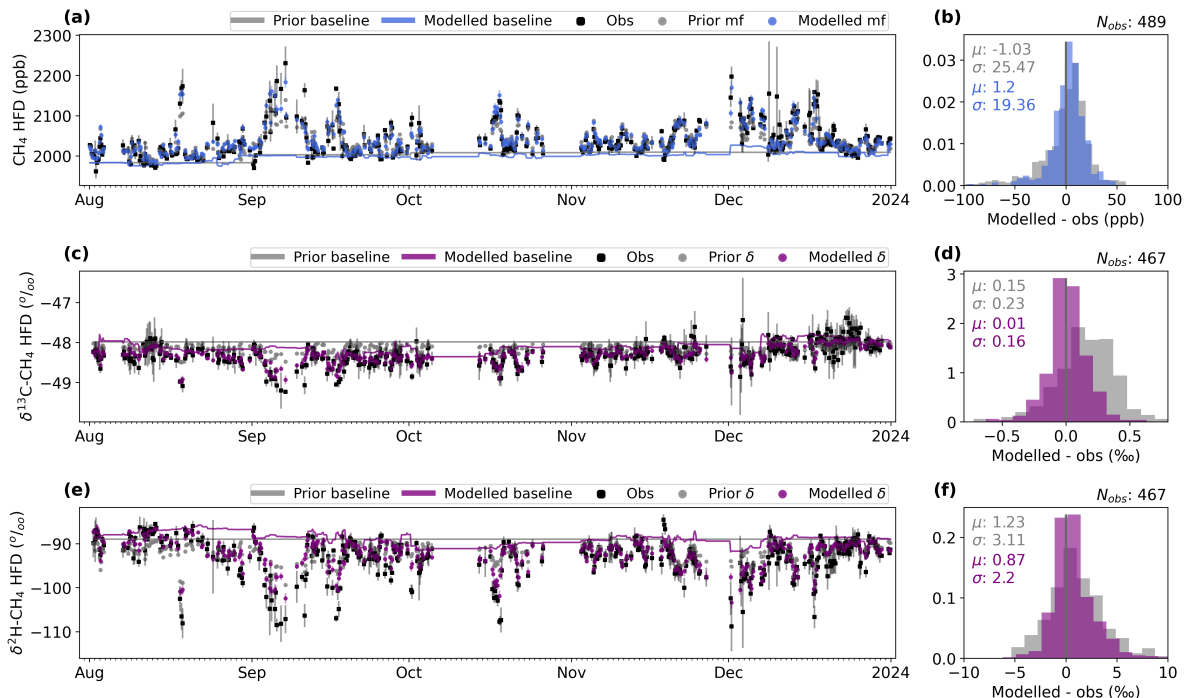 (a)
Prior baseline Modelled baseline Obs Prior mf Modelled mf
CH₄ HFD (ppb)
2300
2200
2100
2000
Aug Sep Oct Nov Dec 2024
(b)
N_obs: 489
μ: -1.03
σ: 25.47
μ: 1.2
σ: 19.36
0.03
0.02
0.01
0.00
−100 −50 0 50 100
Modelled - obs (ppb)
(c)
Prior baseline Modelled baseline Obs Prior δ Modelled δ
δ¹³C-CH₄ HFD (⁰/₀₀)
−47
−48
−49
Aug Sep Oct Nov Dec 2024
(d)
N_obs: 467
μ: 0.15
σ: 0.23
μ: 0.01
σ: 0.16
3
2
1
0
−0.5 0.0 0.5
Modelled - obs (‰)
(e)
Prior baseline Modelled baseline Obs Prior δ Modelled δ
δ²H-CH₄ HFD (⁰/₀₀)
−90
−100
−110
Aug Sep Oct Nov Dec 2024
(f)
N_obs: 467
μ: 1.23
σ: 3.11
μ: 0.87
σ: 2.2
0.2
0.1
0.0
−10 −5 0 5 10
Modelled - obs (‰)